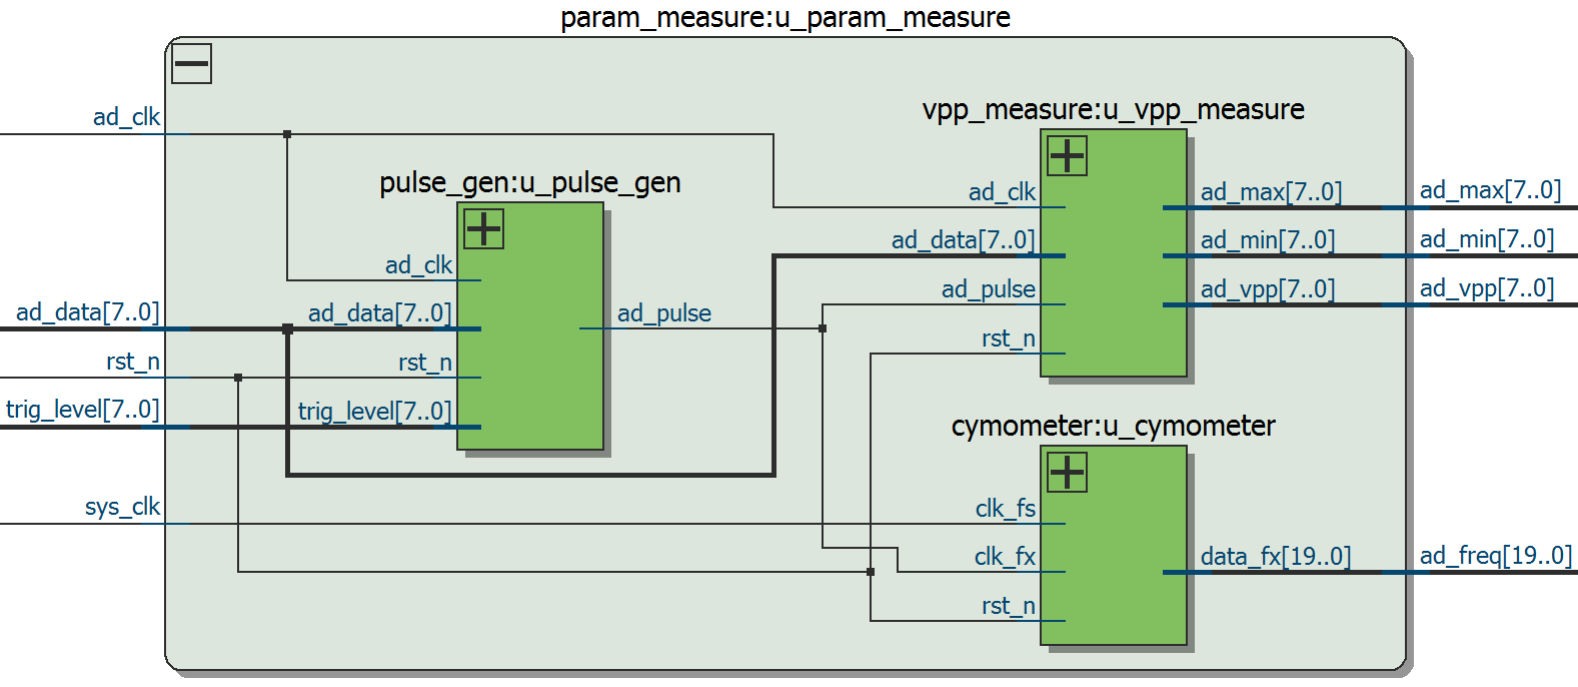 param_measure:u_param_measure
ad_clk
vpp_measure:u_vpp_measure
pulse_gen:u_pulse_gen
ad_clk
ad_max[7..0]
ad_max[7..0]
ad_data[7..0]
ad_min[7..0]
ad_min[7..0]
ad_clk
ad_pulse
ad_vpp[7..0]
ad_vpp[7..0]
ad_data[7..0]
ad_data[7..0]
ad_pulse
rst_n
rst_n
rst_n
trig_level[7..0]
trig_level[7..0]
cymometer:u_cymometer
sys_clk
clk_fs
clk_fx
data_fx[19..0]
ad_freq[19..0]
rst_n